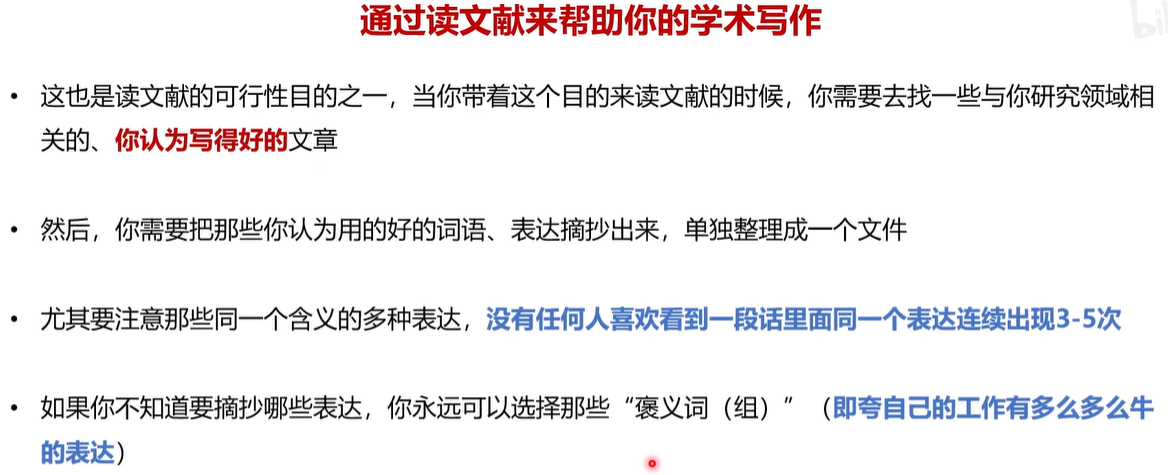 通过读文献来帮助你的学术写作
• 这也是读文献的可行性目的之一，当你带着这个目的来读文献的时候，你需要去找一些与你研究领域相
关的、你认为写得好的文章
• 然后，你需要把那些你认为用的好的词语、表达摘抄出来，单独整理成一个文件
• 尤其要注意那些同一个含义的多种表达，没有任何人喜欢看到一段话里面同一个表达连续出现3-5次
• 如果你不知道要摘抄哪些表达，你永远可以选择那些“褒义词（组）”（即夸自己的工作有多么多么牛
的表达）